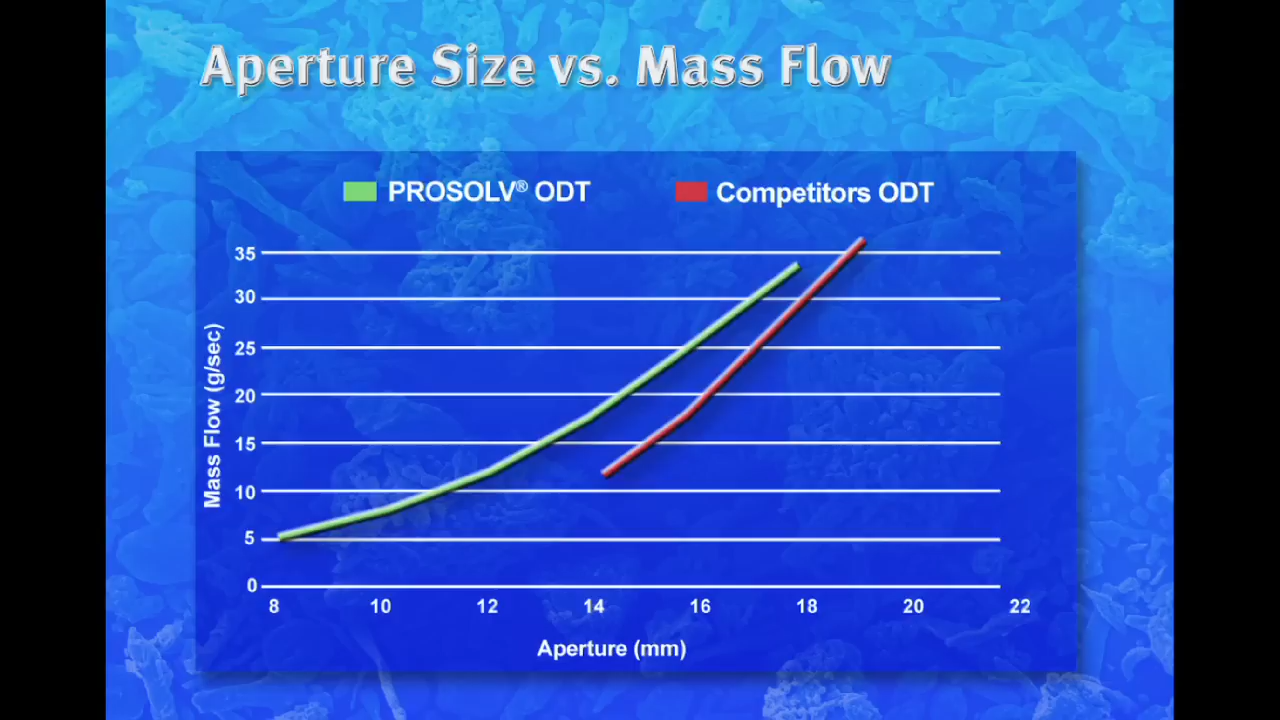 Aperture Size vs. Mass Flow
PROSOLV® ODT
Competitors ODT
35
30
25
20
15
10
5
0
Mass Flow (g/sec)
8 10 12 14 16 18 20 22
Aperture (mm)